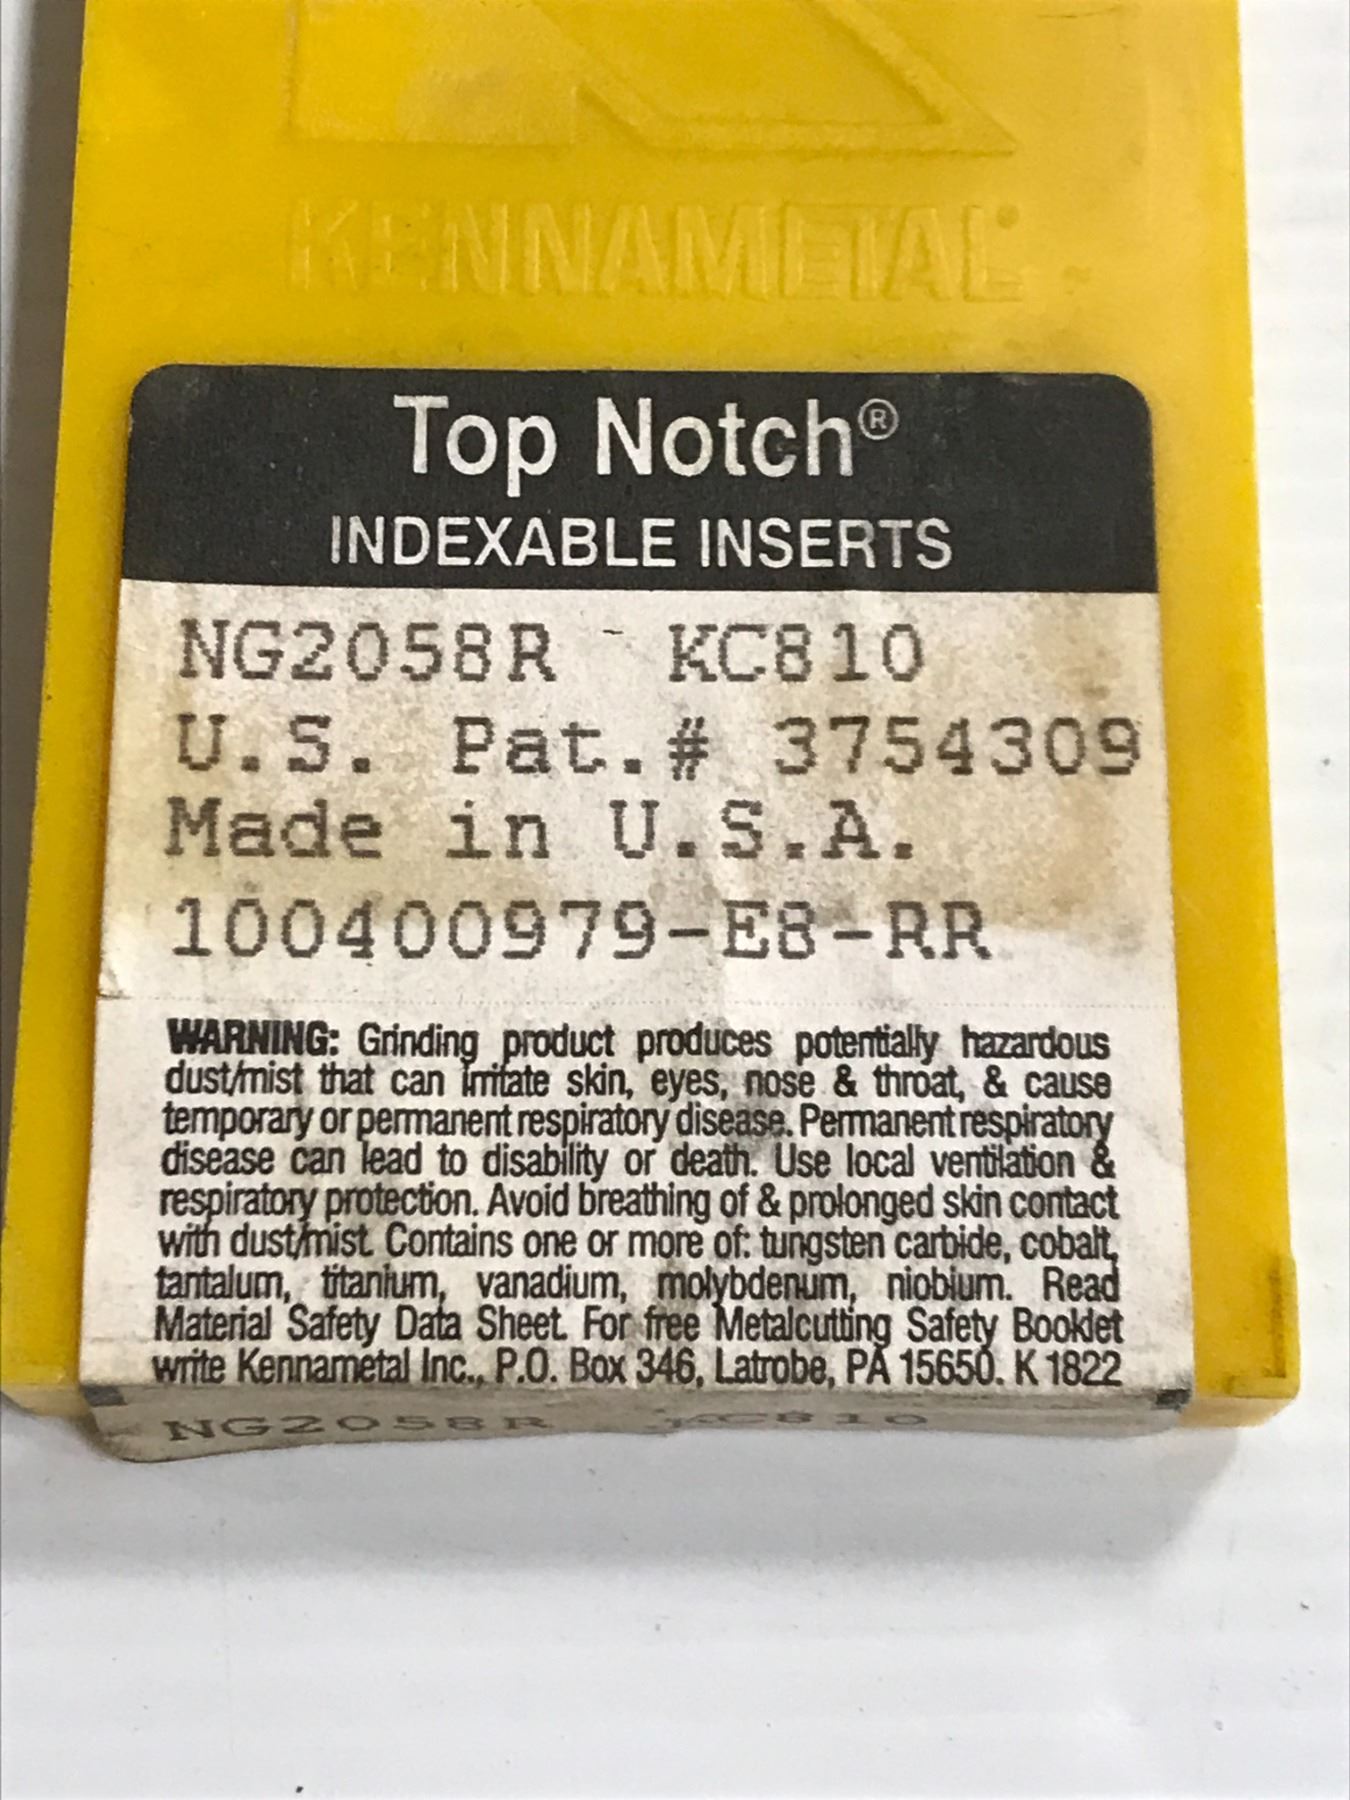 KENNAMETAL
Top Notch®
INDEXABLE INSERTS
NG2058R KC810
U.S. Pat.# 3754309
Made in U.S.A.
100400979-E8-RR
WARNING: Grinding product produces potentially hazardous
dust/mist that can irritate skin, eyes, nose & throat, & cause
temporary or permanent respiratory disease. Permanent respiratory
disease can lead to disability or death. Use local ventilation &
respiratory protection. Avoid breathing of & prolonged skin contact
with dust/mist. Contains one or more of: tungsten carbide, cobalt,
tantalum, titanium, vanadium, molybdenum, niobium. Read
Material Safety Data Sheet. For free Metalcutting Safety Booklet
write Kennametal Inc., P.O. Box 346, Latrobe, PA 15650. K 1822
NG2058R KC810